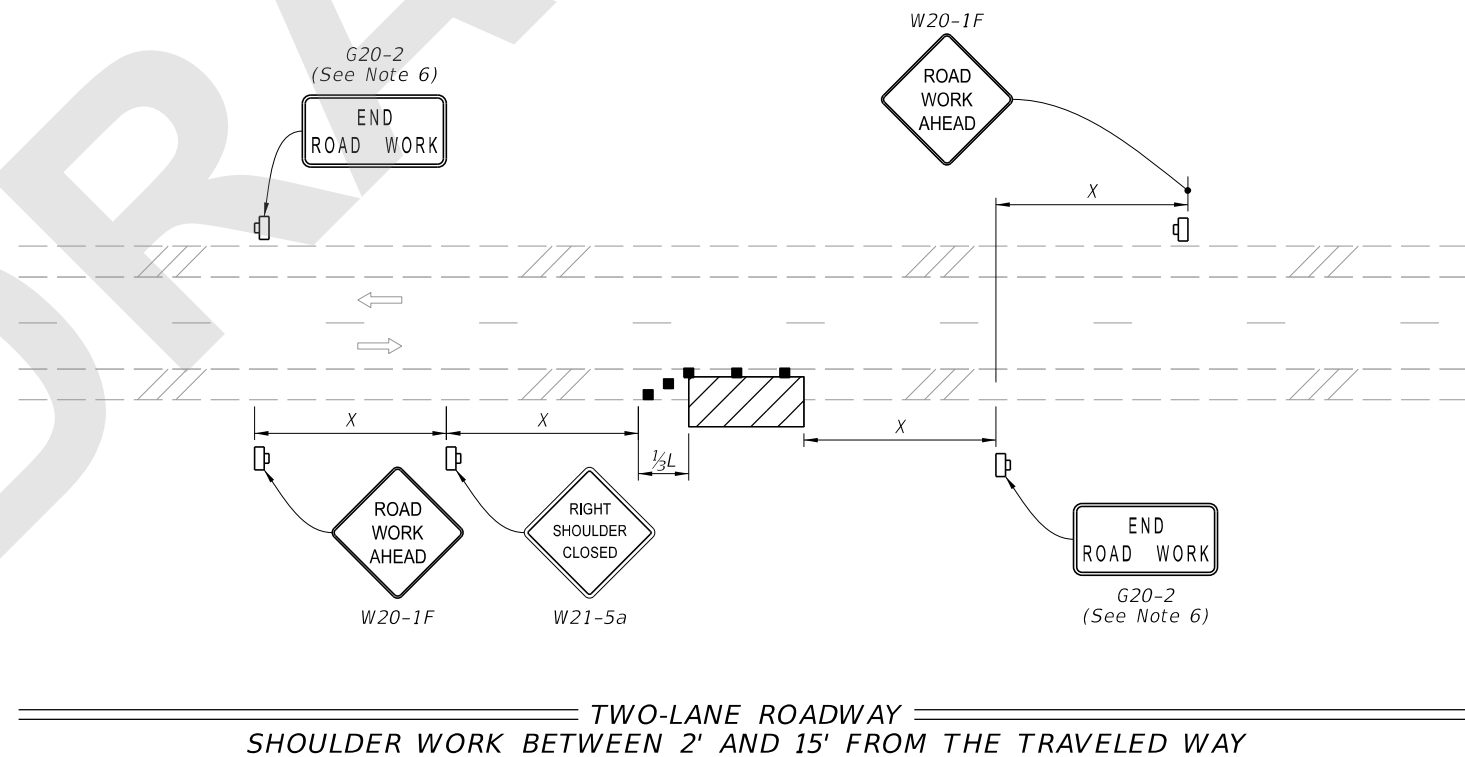 W20-1F
G20-2
(See Note 6)
END
ROAD WORK
ROAD
WORK
AHEAD
X
X
X
X
⅓L
ROAD
WORK
AHEAD
W20-1F
RIGHT
SHOULDER
CLOSED
W21-5a
END
ROAD WORK
G20-2
(See Note 6)
TWO-LANE ROADWAY
SHOULDER WORK BETWEEN 2' AND 15' FROM THE TRAVELED WAY